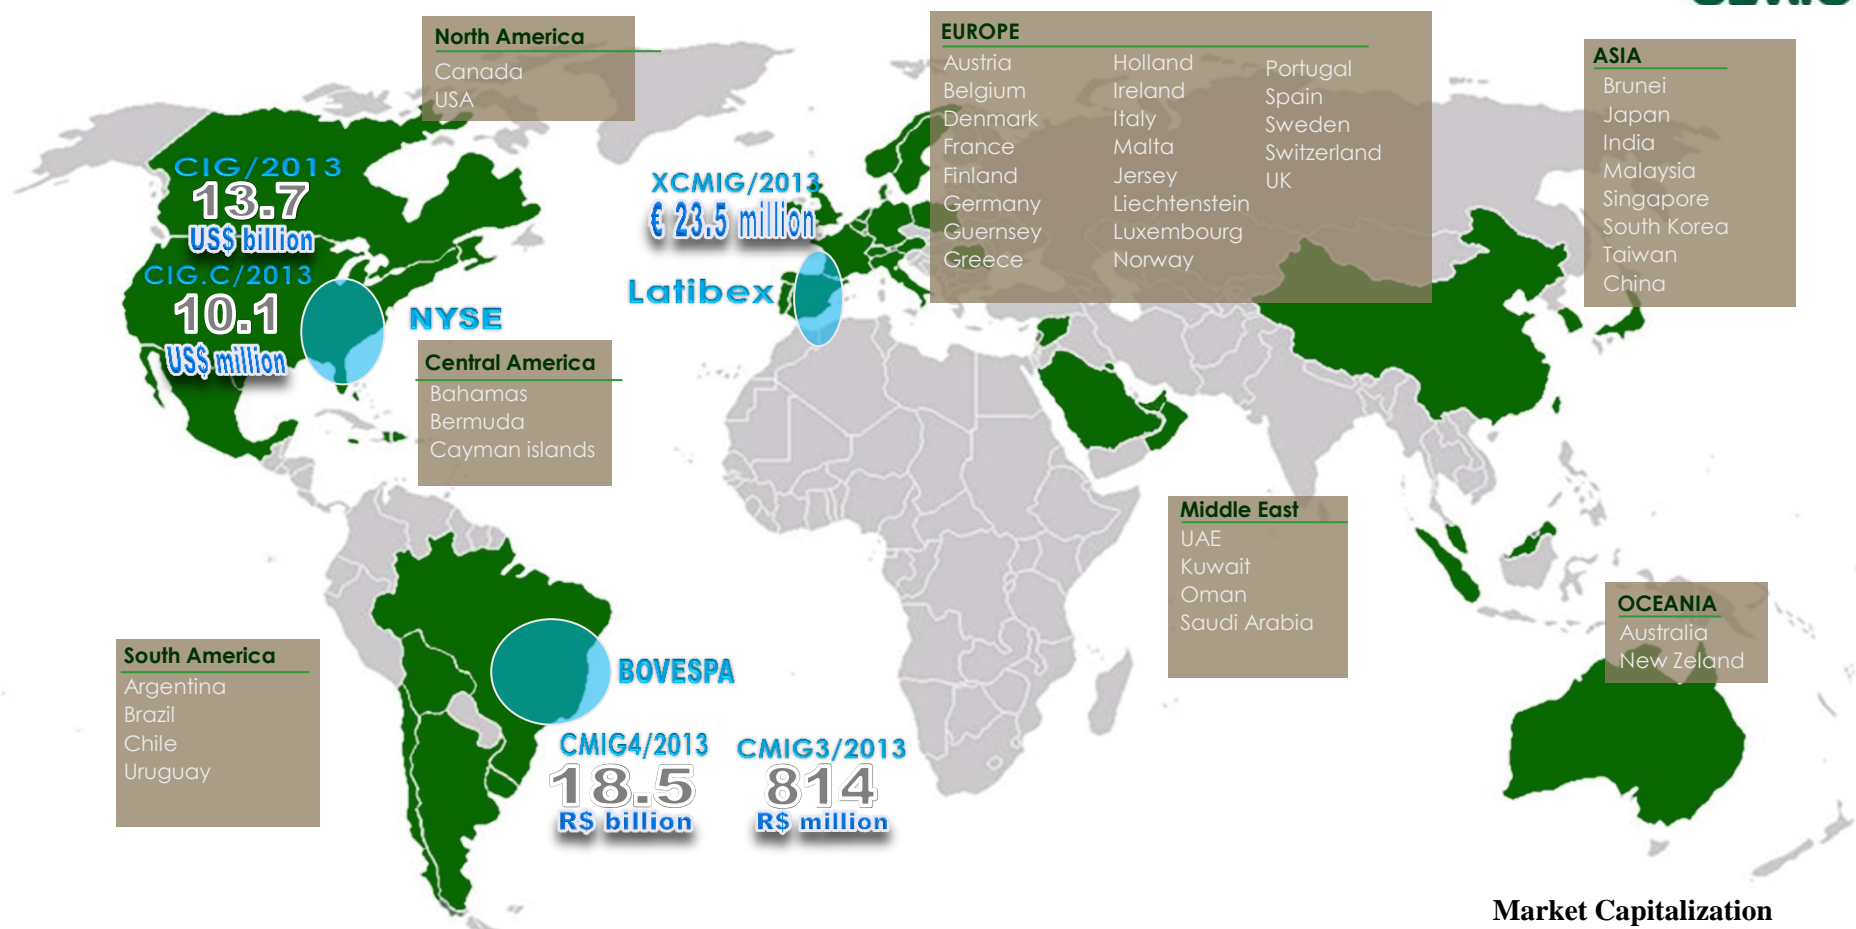 North America
Canada
USA
CIG/2013
13.7
US$ billion
CIG.C/2013
10.1
US$ million
NYSE
Central America
Bahamas
Bermuda
Cayman islands
XCMIG/2013
€ 23.5 million
Latibex
EUROPE
Austria
Belgium
Denmark
France
Finland
Germany
Guernsey
Greece
Holland
Ireland
Italy
Malta
Jersey
Liechtenstein
Luxembourg
Norway
Portugal
Spain
Sweden
Switzerland
UK
ASIA
Brunei
Japan
India
Malaysia
Singapore
South Korea
Taiwan
China
Middle East
UAE
Kuwait
Oman
Saudi Arabia
OCEANIA
Australia
New Zeland
South America
Argentina
Brazil
Chile
Uruguay
BOVESPA
CMIG4/2013
18.5
R$ billion
CMIG3/2013
814
R$ million
Market Capitalization